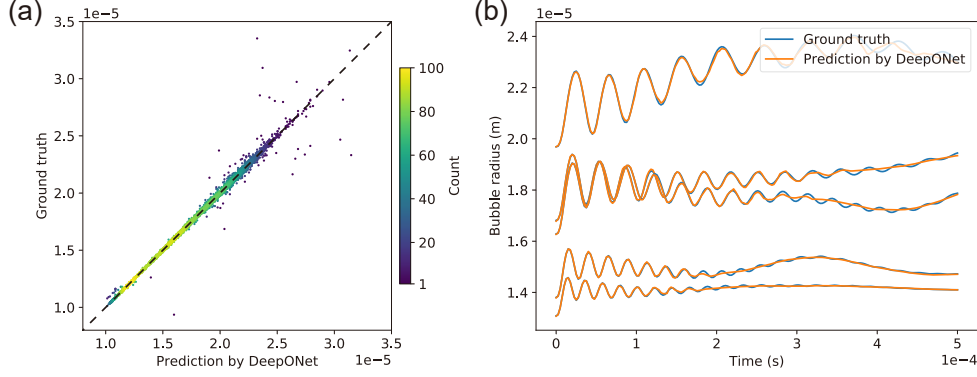 (a)
1e−5
3.5
3.0
2.5
2.0
1.5
1.0
Ground truth
1.0
1.5
2.0
2.5
3.0
3.5
Prediction by DeepONet
1e−5
100
80
60
40
20
1
Count
(b)
1e−5
2.4
2.2
2.0
1.8
1.6
1.4
Bubble radius (m)
Ground truth
Prediction by DeepONet
0
1
2
3
4
5
Time (s)
1e−4